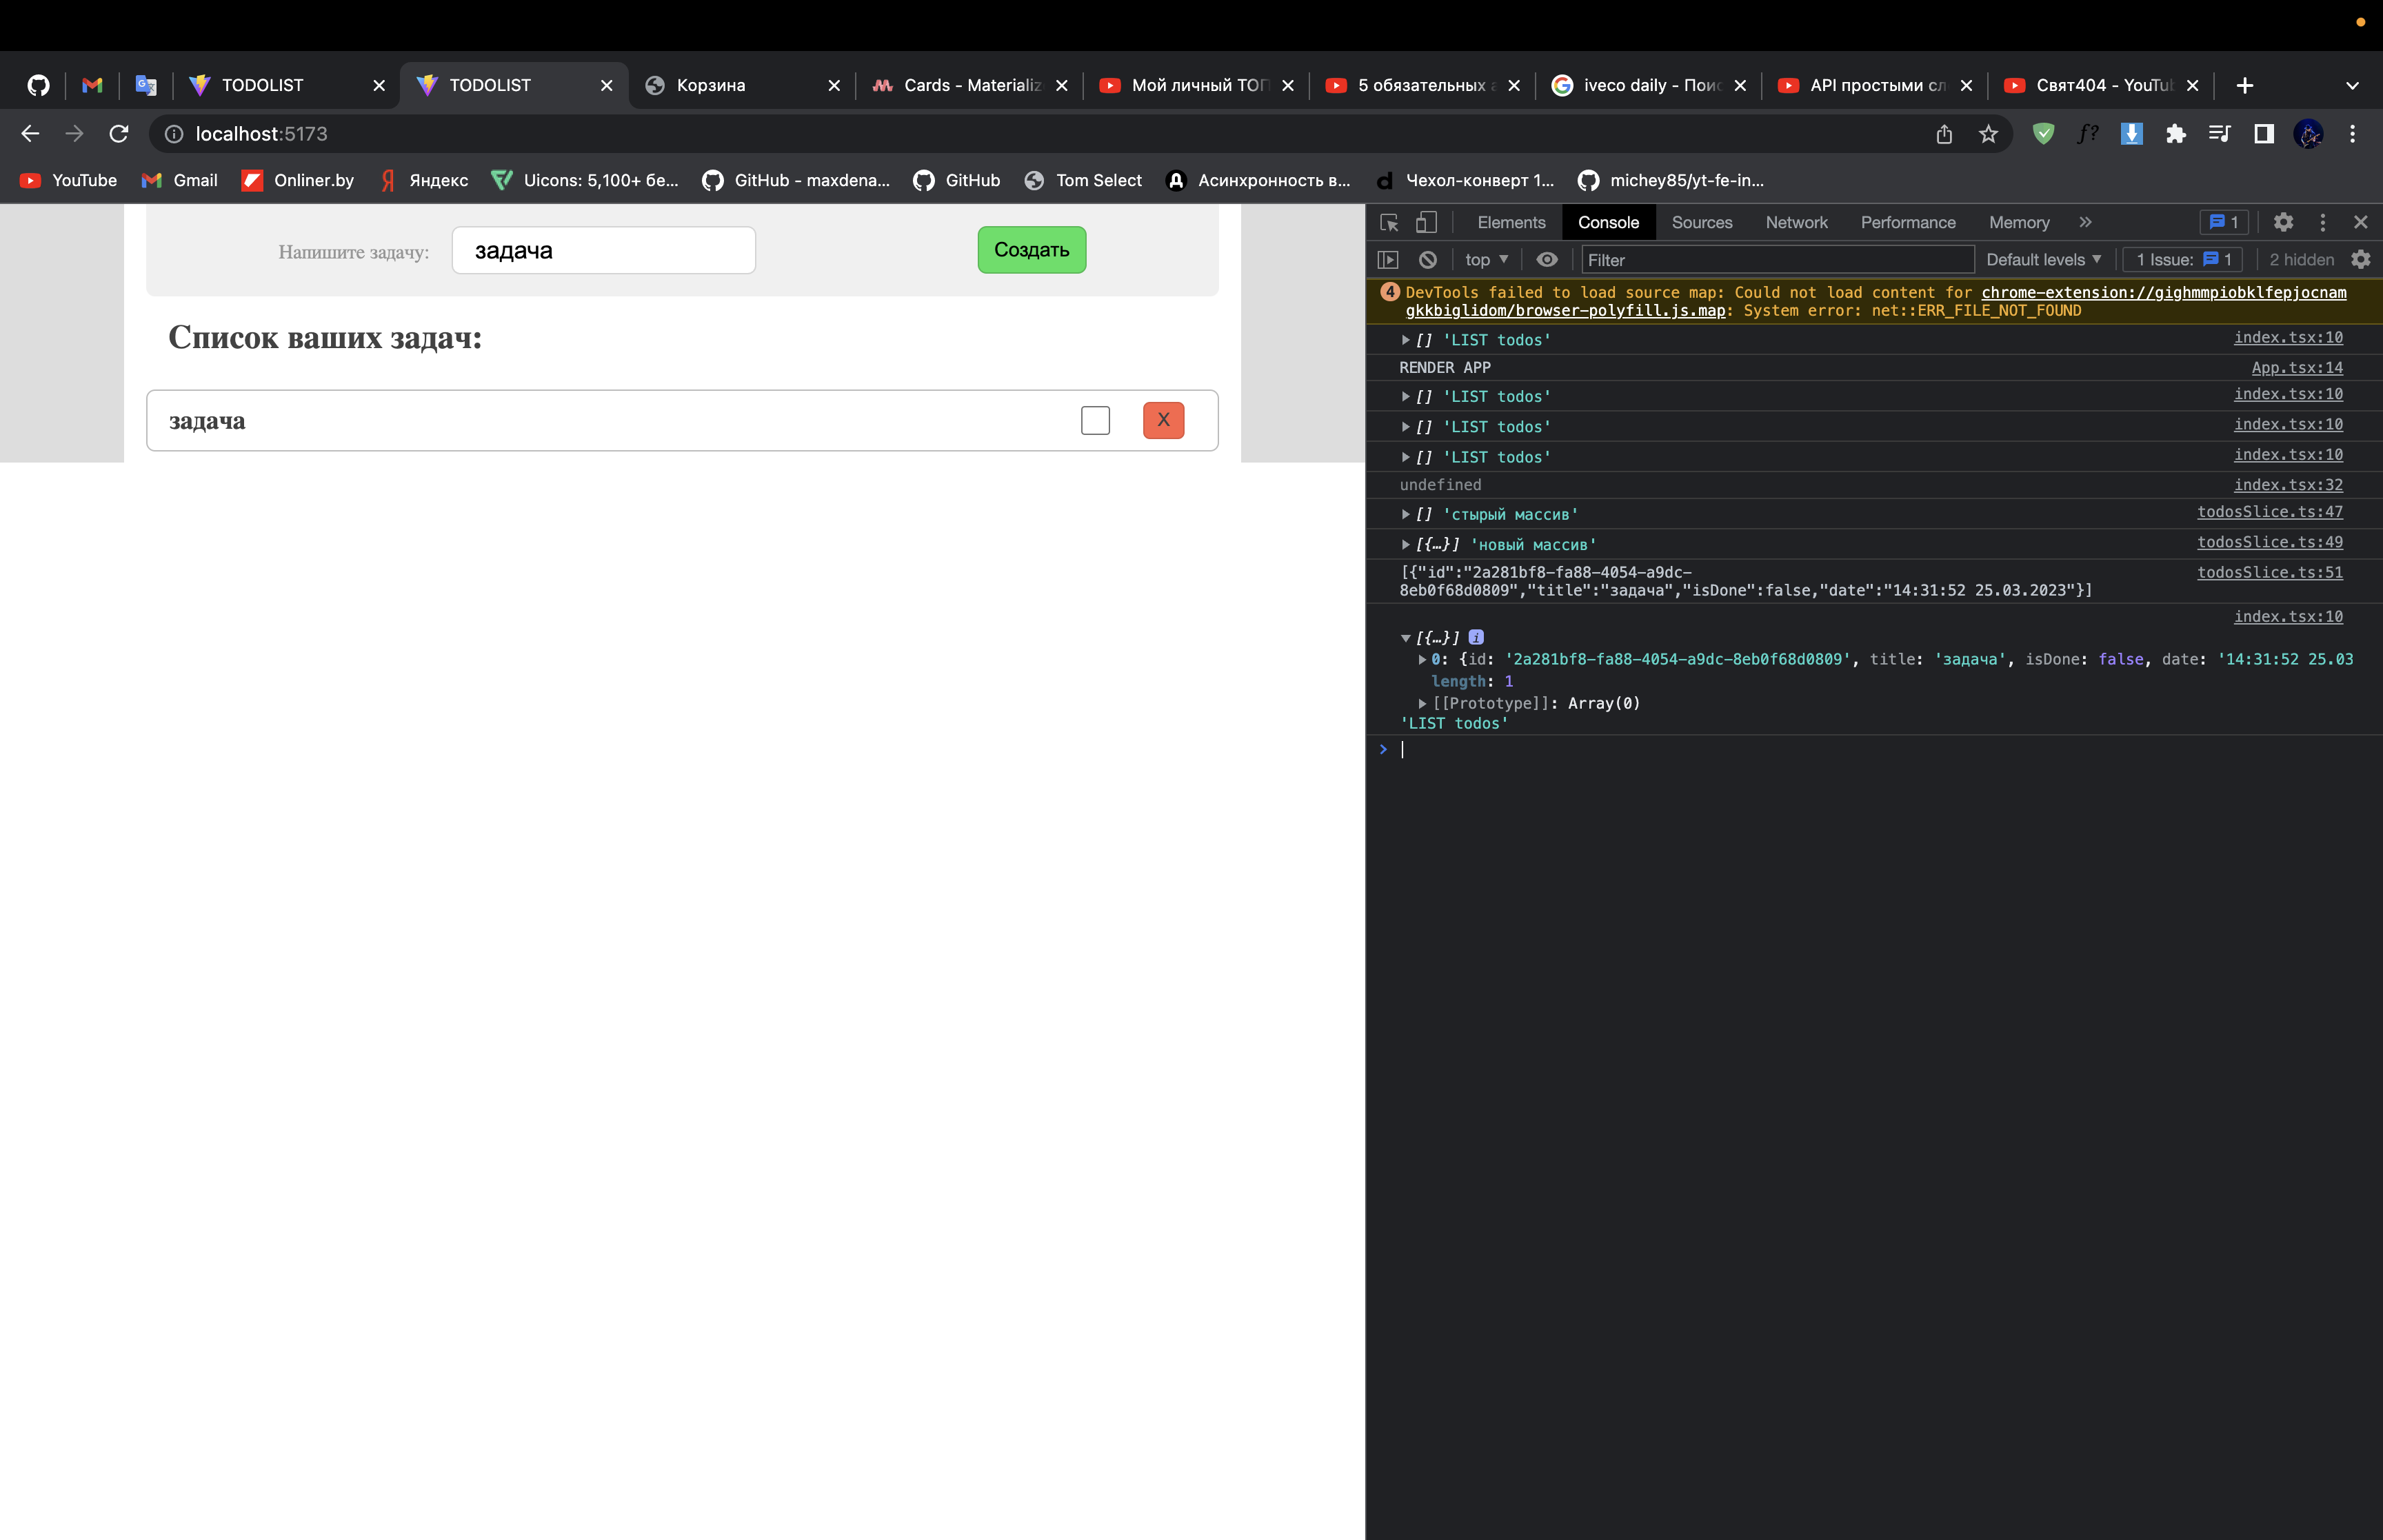 TODOLIST
TODOLIST
Корзина
Cards - Materializ
Мой личный ТОП
5 обязательных а
iveco daily - Поис
API простыми сл
Свят404 - YouTub
localhost:5173
f?
YouTube
Gmail
Onliner.by
Яндекс
Uicons: 5,100+ бе...
GitHub - maxdena...
GitHub
Tom Select
Асинхронность в...
Чехол-конверт 1...
michey85/yt-fe-in...
Напишите задачу:
задача
Создать
Список ваших задач:
задача
X
Elements Console Sources Network Performance Memory » 1
top Filter Default levels 1 Issue: 1 2 hidden
4 DevTools failed to load source map: Could not load content for chrome-extension://gighmmpiobklfepjocnam
gkkbiglidom/browser-polyfill.js.map: System error: net::ERR_FILE_NOT_FOUND
[] 'LIST todos' index.tsx:10
RENDER APP App.tsx:14
[] 'LIST todos' index.tsx:10
[] 'LIST todos' index.tsx:10
[] 'LIST todos' index.tsx:10
undefined index.tsx:32
[] 'стырый массив' todosSlice.ts:47
[{…}] 'новый массив' todosSlice.ts:49
[{"id":"2a281bf8-fa88-4054-a9dc- todosSlice.ts:51
8eb0f68d0809","title":"задача","isDone":false,"date":"14:31:52 25.03.2023"}]
index.tsx:10
[{…}] i
0: {id: '2a281bf8-fa88-4054-a9dc-8eb0f68d0809', title: 'задача', isDone: false, date: '14:31:52 25.03
length: 1
[[Prototype]]: Array(0)
'LIST todos'
>